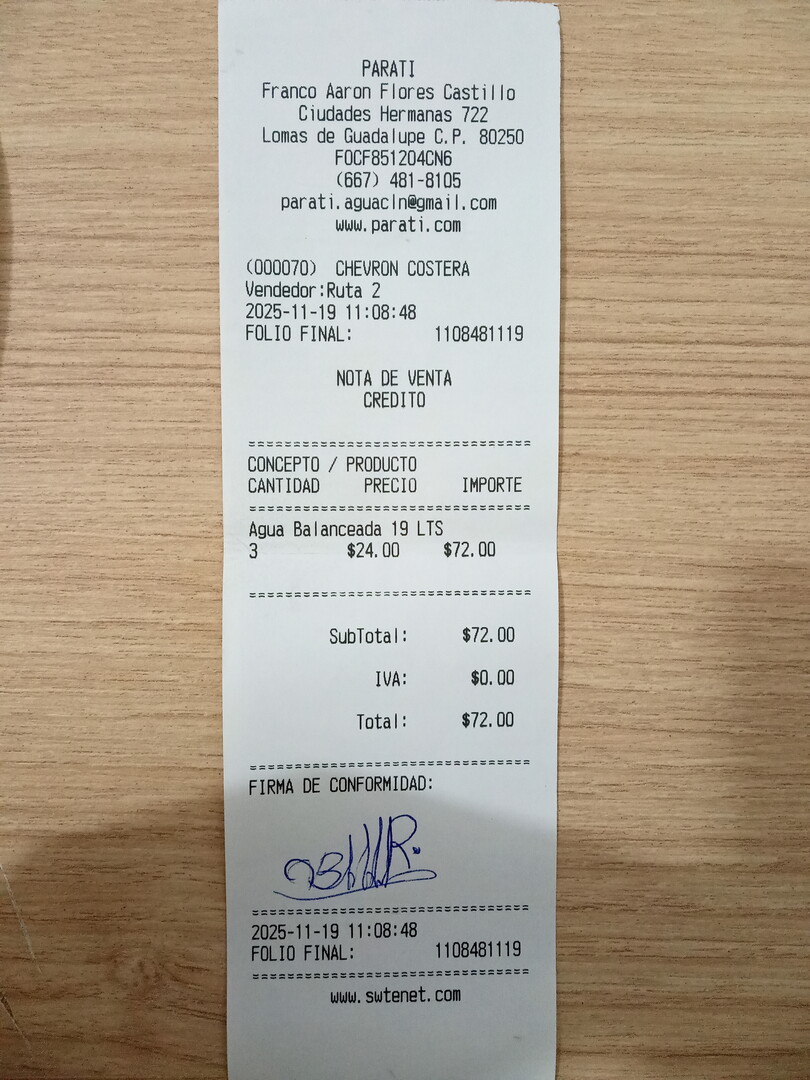 PARATI
Franco Aaron Flores Castillo
Ciudades Hermanas 722
Lomas de Guadalupe C.P. 80250
FOCF851204CN6
(667) 481-8105
parati.aguacln@gmail.com
www.parati.com
(000070) CHEVRON COSTERA
Vendedor:Ruta 2
2025-11-19 11:08:48
FOLIO FINAL: 1108481119
NOTA DE VENTA
CREDITO
================================
CONCEPTO / PRODUCTO
CANTIDAD PRECIO IMPORTE
================================
Agua Balanceada 19 LTS
3 $24.00 $72.00
================================
SubTotal: $72.00
IVA: $0.00
Total: $72.00
================================
FIRMA DE CONFORMIDAD:
================================
2025-11-19 11:08:48
FOLIO FINAL: 1108481119
================================
www.swtenet.com